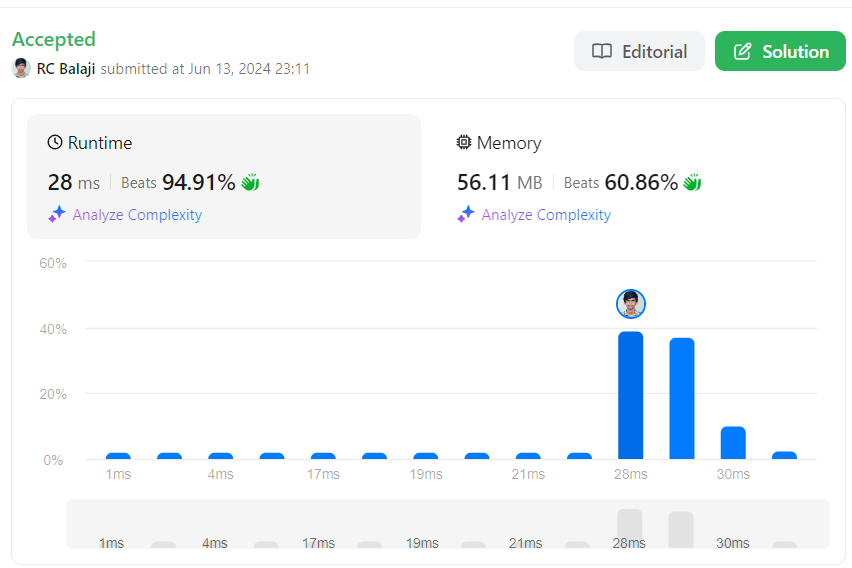 Accepted
RC Balaji submitted at Jun 13, 2024 23:11
Editorial
Solution
Runtime
28 ms Beats 94.91%
Analyze Complexity
Memory
56.11 MB Beats 60.86%
Analyze Complexity
60%
40%
20%
0%
1ms 4ms 17ms 19ms 21ms 28ms 30ms
1ms 4ms 17ms 19ms 21ms 28ms 30ms